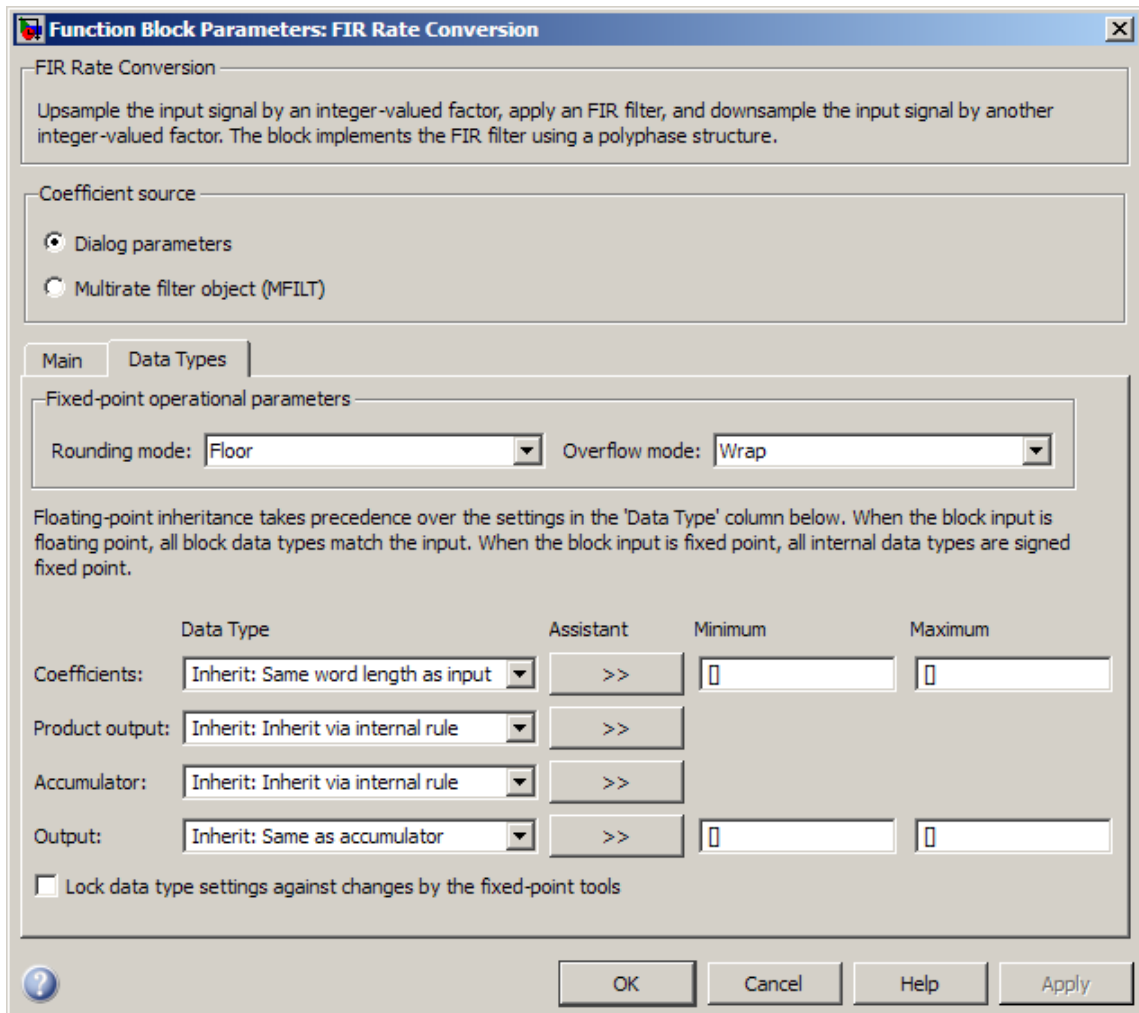 Function Block Parameters: FIR Rate Conversion
FIR Rate Conversion
Upsample the input signal by an integer-valued factor, apply an FIR filter, and downsample the input signal by another
integer-valued factor. The block implements the FIR filter using a polyphase structure.
Coefficient source
Dialog parameters
Multirate filter object (MFILT)
Main Data Types
Fixed-point operational parameters
Rounding mode: Floor Overflow mode: Wrap
Floating-point inheritance takes precedence over the settings in the 'Data Type' column below. When the block input is
floating point, all block data types match the input. When the block input is fixed point, all internal data types are signed
fixed point.
Data Type Assistant Minimum Maximum
Coefficients: Inherit: Same word length as input >> [] []
Product output: Inherit: Inherit via internal rule >>
Accumulator: Inherit: Inherit via internal rule >>
Output: Inherit: Same as accumulator >> [] []
Lock data type settings against changes by the fixed-point tools
? OK Cancel Help Apply